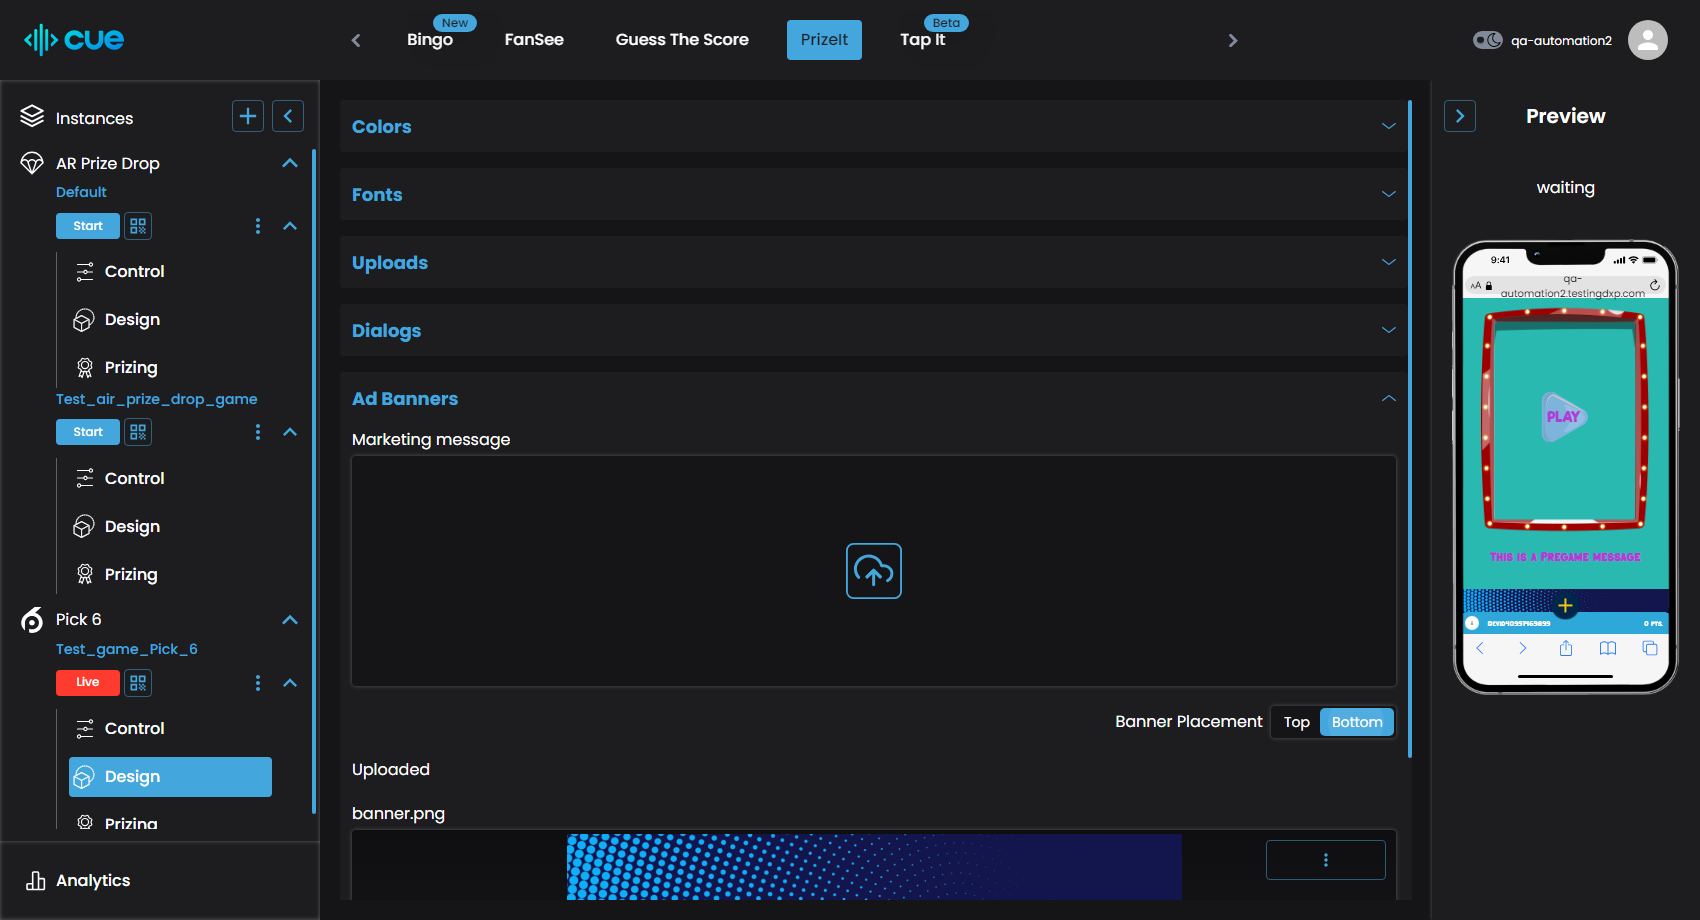 cue
New
Bingo
FanSee
Guess The Score
PrizeIt
Beta
Tap It
qa-automation2
Instances
AR Prize Drop
Default
Start
Control
Design
Prizing
Test_air_prize_drop_game
Start
Control
Design
Prizing
Pick 6
Test_game_Pick_6
Live
Control
Design
Prizing
Analytics
Colors
Fonts
Uploads
Dialogs
Ad Banners
Marketing message
Banner Placement
Top
Bottom
Uploaded
banner.png
Preview
waiting
9:41
AA
qa-
automation2.testingdxp.com
PLAY
This is a Pregame message
0 PTS.